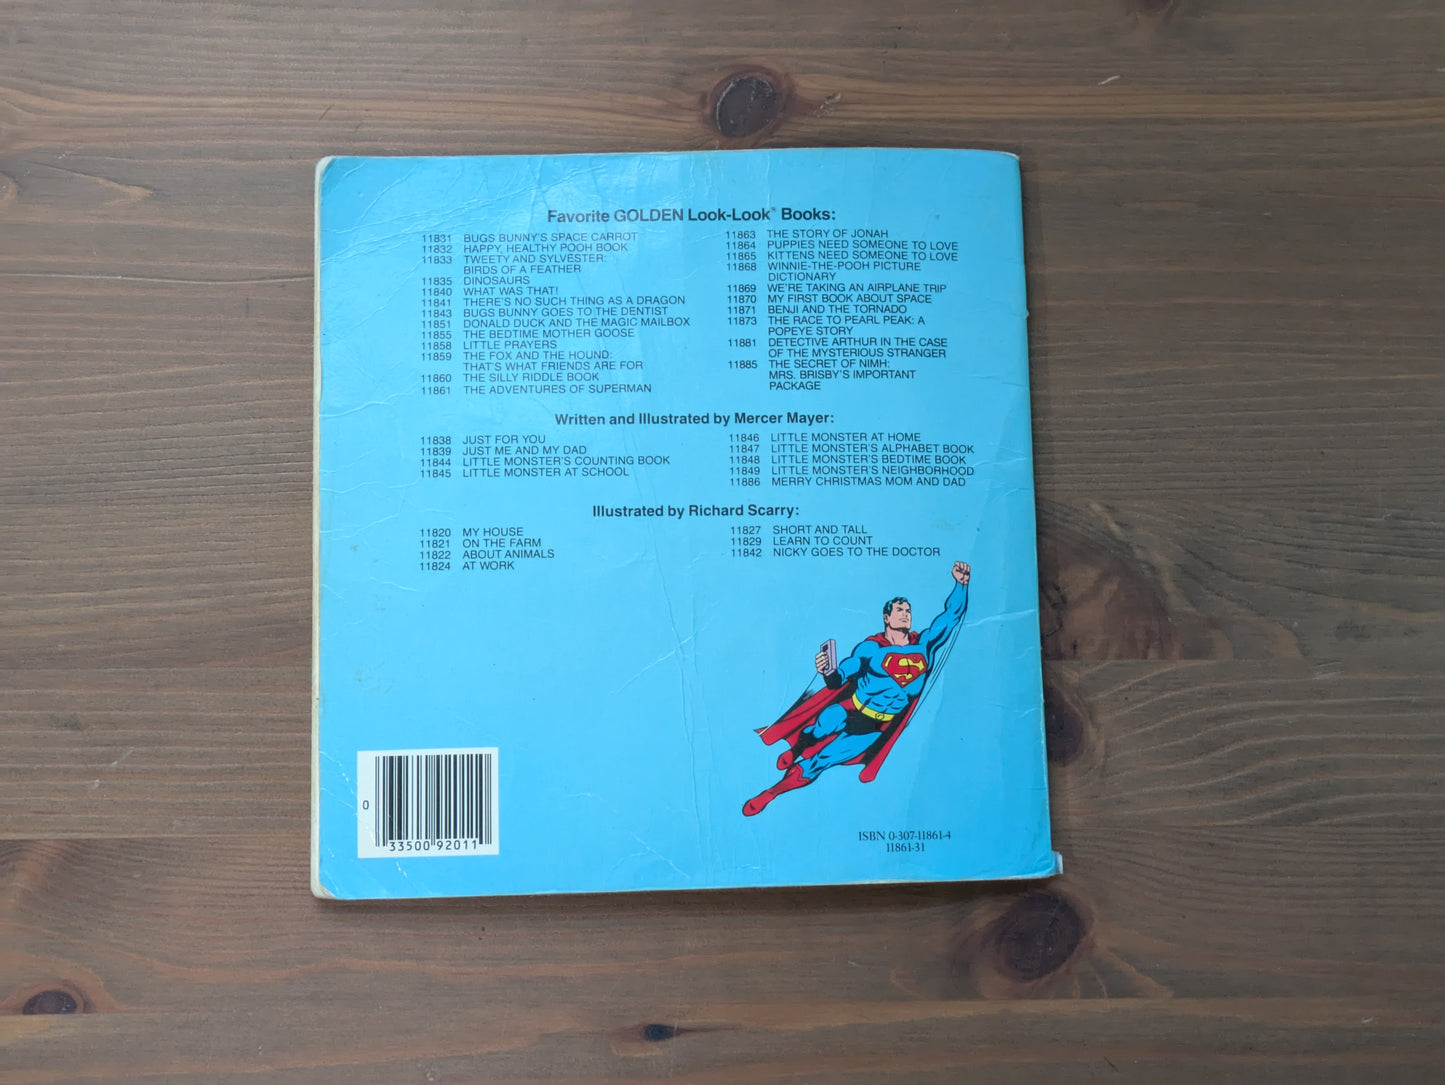 Favorite GOLDEN Look-Look® Books:
11831 BUGS BUNNY'S SPACE CARROT
11832 HAPPY, HEALTHY POOH BOOK
11833 TWEETY AND SYLVESTER:
BIRDS OF A FEATHER
11835 DINOSAURS
11840 WHAT WAS THAT!
11841 THERE'S NO SUCH THING AS A DRAGON
11843 BUGS BUNNY GOES TO THE DENTIST
11851 DONALD DUCK AND THE MAGIC MAILBOX
11855 THE BEDTIME MOTHER GOOSE
11858 LITTLE PRAYERS
11859 THE FOX AND THE HOUND:
THAT'S WHAT FRIENDS ARE FOR
11860 THE SILLY RIDDLE BOOK
11861 THE ADVENTURES OF SUPERMAN
11863 THE STORY OF JONAH
11864 PUPPIES NEED SOMEONE TO LOVE
11865 KITTENS NEED SOMEONE TO LOVE
11868 WINNIE-THE-POOH PICTURE
DICTIONARY
11869 WE'RE TAKING AN AIRPLANE TRIP
11870 MY FIRST BOOK ABOUT SPACE
11871 BENJI AND THE TORNADO
11873 THE RACE TO PEARL PEAK: A
POPEYE STORY
11881 DETECTIVE ARTHUR IN THE CASE
OF THE MYSTERIOUS STRANGER
11885 THE SECRET OF NIMH:
MRS. BRISBY'S IMPORTANT
PACKAGE
Written and Illustrated by Mercer Mayer:
11838 JUST FOR YOU
11839 JUST ME AND MY DAD
11844 LITTLE MONSTER'S COUNTING BOOK
11845 LITTLE MONSTER AT SCHOOL
11846 LITTLE MONSTER AT HOME
11847 LITTLE MONSTER'S ALPHABET BOOK
11848 LITTLE MONSTER'S BEDTIME BOOK
11849 LITTLE MONSTER'S NEIGHBORHOOD
11886 MERRY CHRISTMAS MOM AND DAD
Illustrated by Richard Scarry:
11820 MY HOUSE
11821 ON THE FARM
11822 ABOUT ANIMALS
11824 AT WORK
11827 SHORT AND TALL
11829 LEARN TO COUNT
11842 NICKY GOES TO THE DOCTOR
S
0
33500 92011
ISBN 0-307-11861-4
11861-31